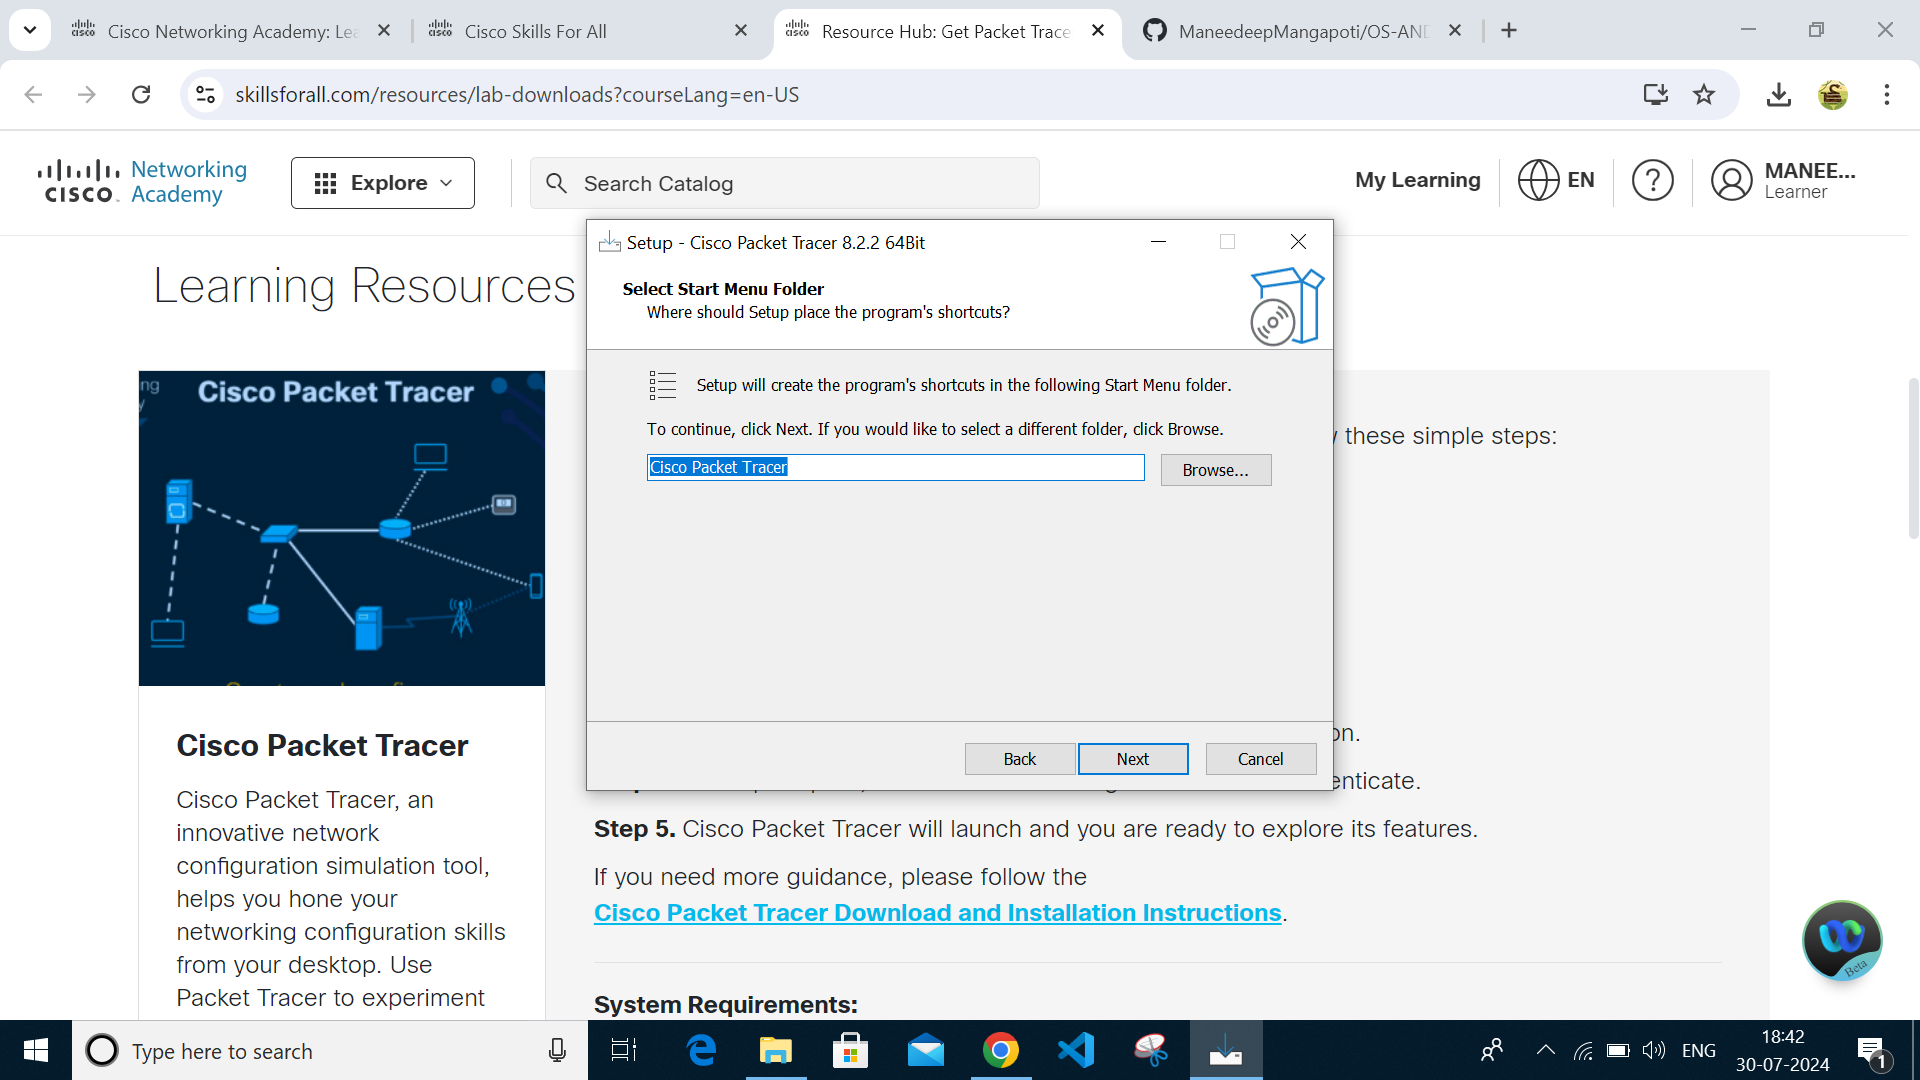 Cisco Networking Academy: Lea
Cisco Skills For All
Resource Hub: Get Packet Trace
ManeedeepMangapoti/OS-AND
skillsforall.com/resources/lab-downloads?courseLang=en-US
CISCO Networking Academy
Explore
Search Catalog
My Learning
EN
MANEE...
Learner
Learning Resources
Setup - Cisco Packet Tracer 8.2.2 64Bit
Select Start Menu Folder
Where should Setup place the program's shortcuts?
Setup will create the program's shortcuts in the following Start Menu folder.
To continue, click Next. If you would like to select a different folder, click Browse.
Cisco Packet Tracer
Browse...
Back
Next
Cancel
these simple steps:
on.
enticate.
Step 5. Cisco Packet Tracer will launch and you are ready to explore its features.
If you need more guidance, please follow the
Cisco Packet Tracer Download and Installation Instructions.
System Requirements:
Cisco Packet Tracer
Cisco Packet Tracer
Cisco Packet Tracer, an
innovative network
configuration simulation tool,
helps you hone your
networking configuration skills
from your desktop. Use
Packet Tracer to experiment
Beta
Type here to search
ENG
18:42
30-07-2024
1